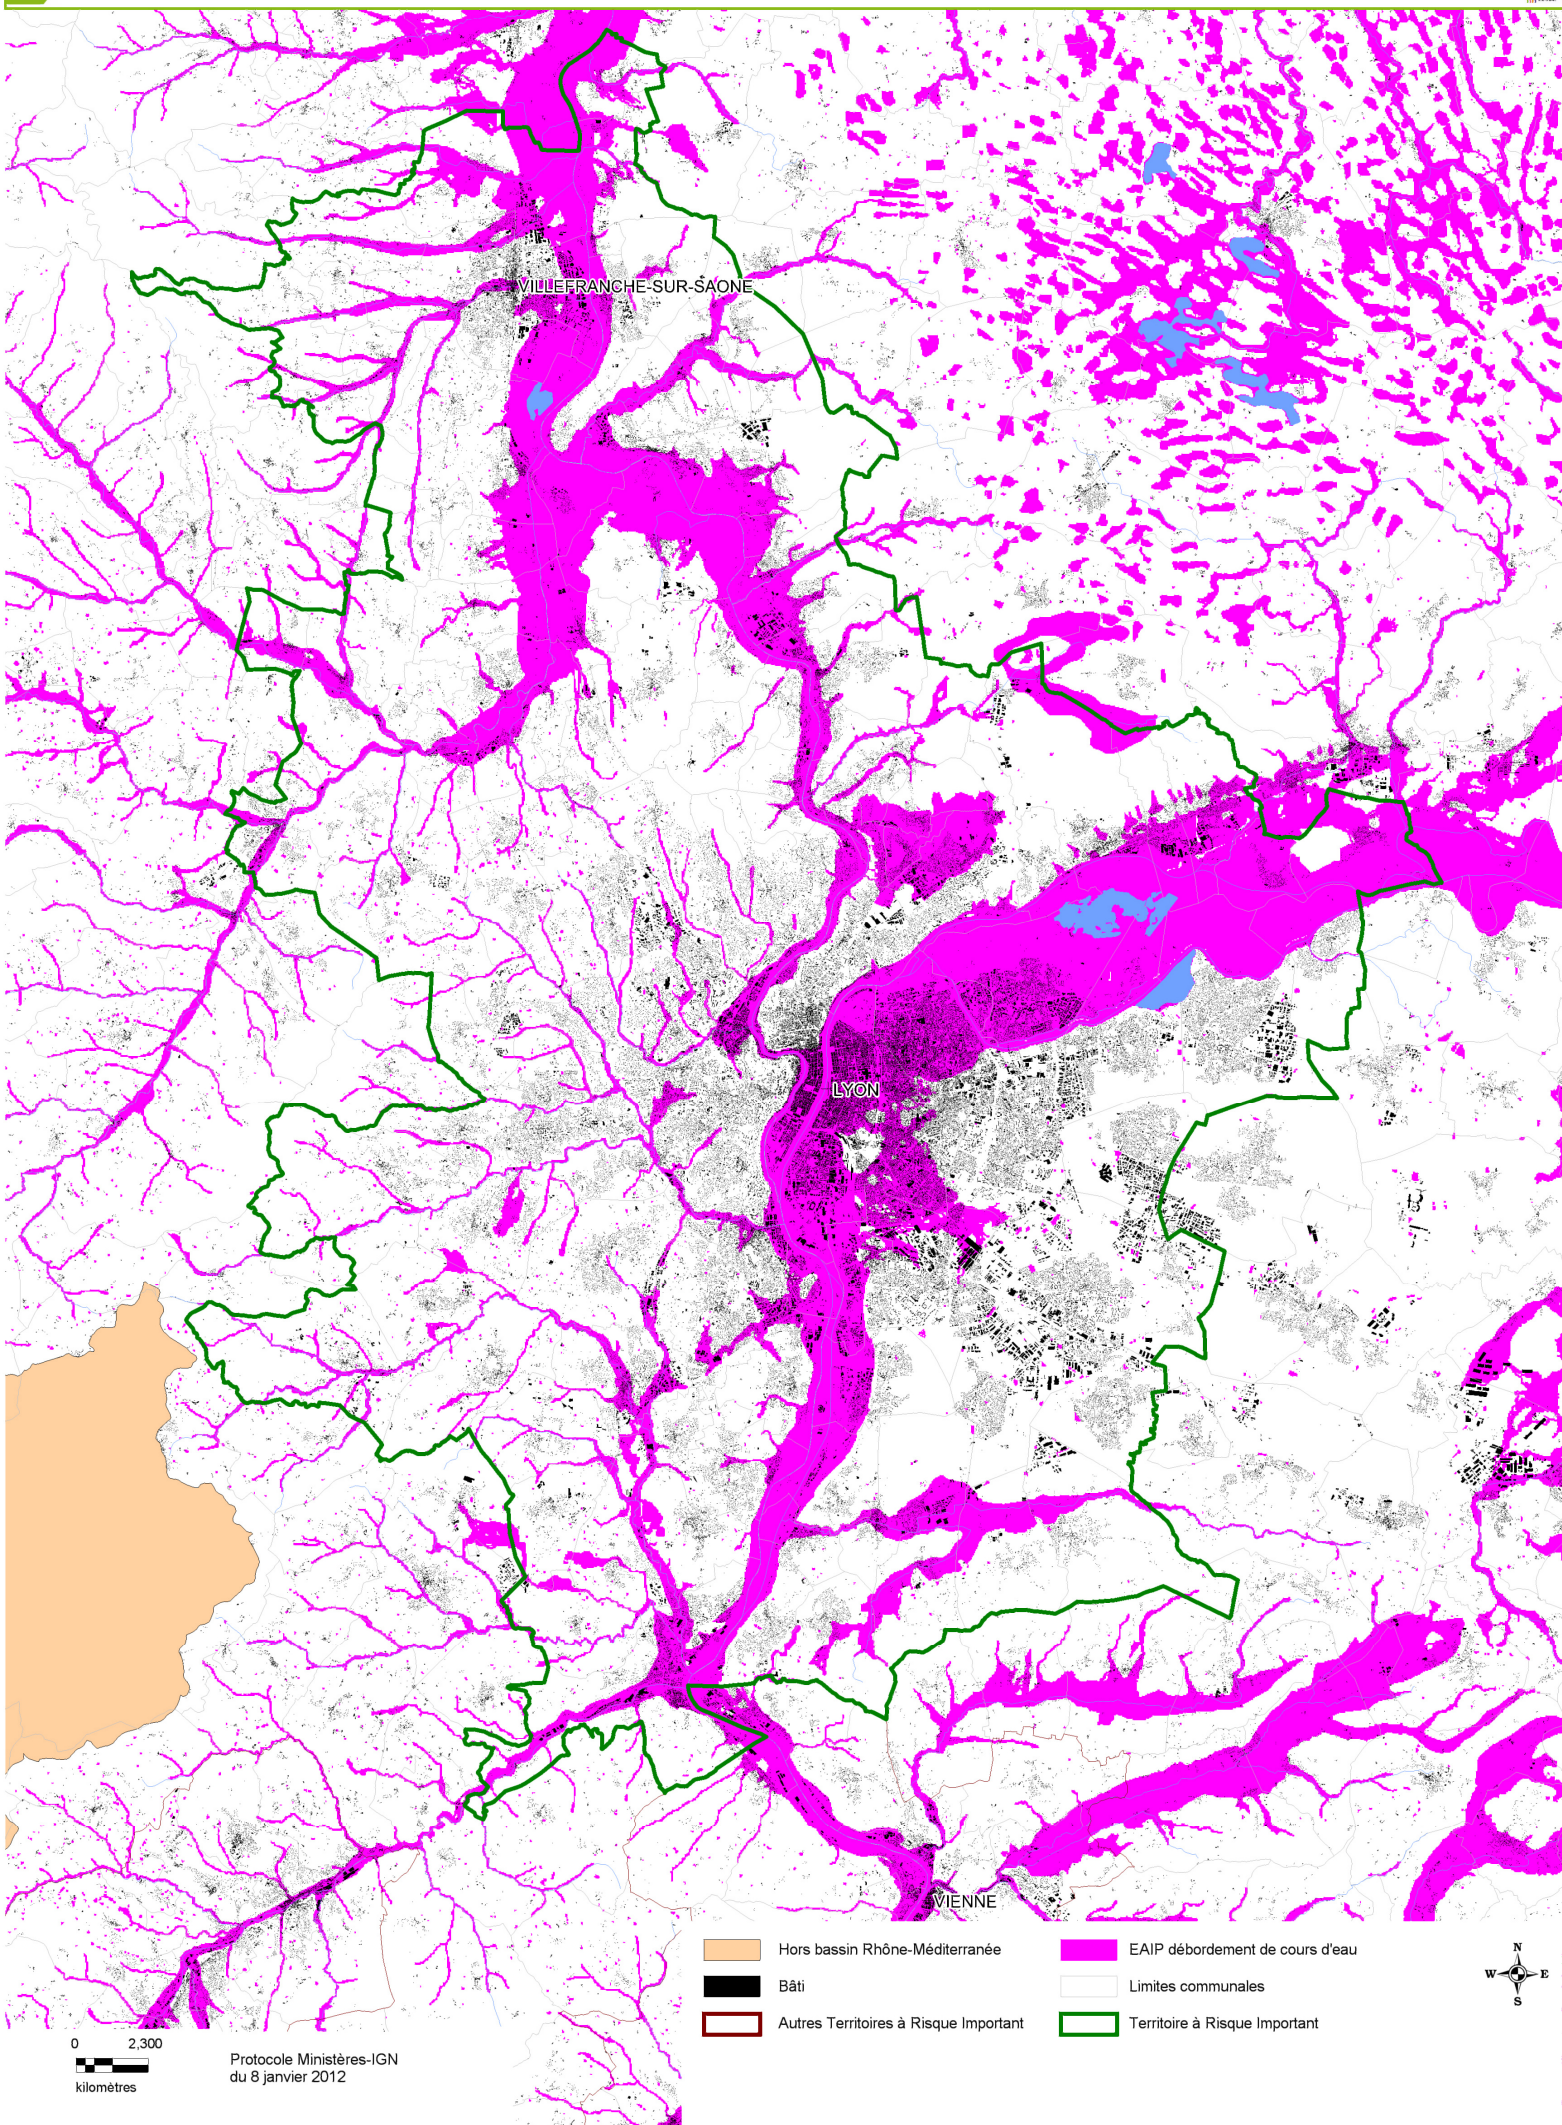 VILLEFRANCHE-SUR-SAONE
LYON
VIENNE
Hors bassin Rhône-Méditerranée
EAIP débordement de cours d'eau
Bâti
Limites communales
Autres Territoires à Risque Important
Territoire à Risque Important
N
W E
S
0 2,300
kilomètres
Protocole Ministères-IGN
du 8 janvier 2012